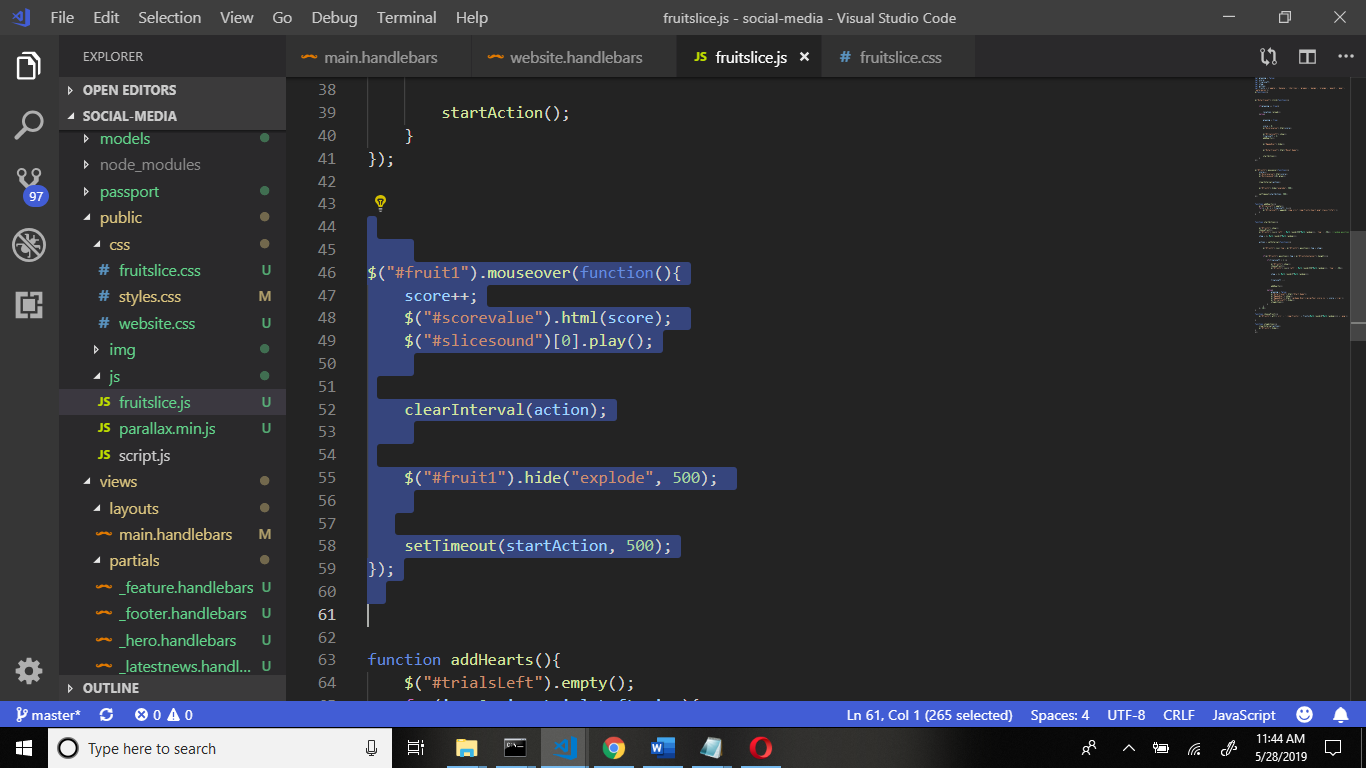 File Edit Selection View Go Debug Terminal Help fruitslice.js - social-media - Visual Studio Code
EXPLORER
main.handlebars website.handlebars JS fruitslice.js × # fruitslice.css
OPEN EDITORS
SOCIAL-MEDIA
models
node_modules
passport
public
css
# fruitslice.css U
# styles.css M
# website.css U
img
js
JS fruitslice.js U
JS parallax.min.js U
JS script.js
views
layouts
main.handlebars M
partials
_feature.handlebars U
_footer.handlebars U
_hero.handlebars U
_latestnews.handl... U
OUTLINE
97
38
39 startAction();
40 }
41 });
42
43
44
45
46 $("#fruit1").mouseover(function(){
47 score++;
48 $("#scorevalue").html(score);
49 $("#slicesound")[0].play();
50
51
52 clearInterval(action);
53
54
55 $("#fruit1").hide("explode", 500);
56
57
58 setTimeout(startAction, 500);
59 });
60
61
62
63 function addHearts(){
64 $("#trialsLeft").empty();
master* 0 0 Ln 61, Col 1 (265 selected) Spaces: 4 UTF-8 CRLF JavaScript
Type here to search
11:44 AM
5/28/2019